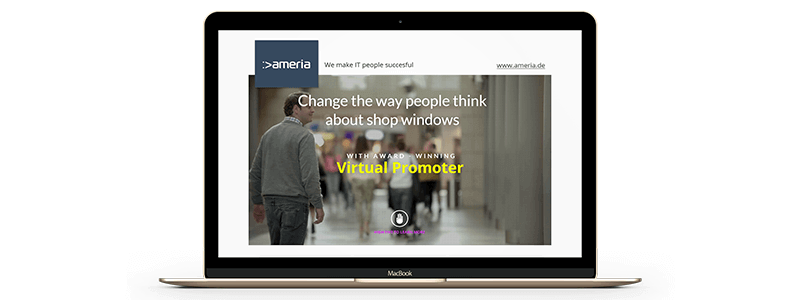 :>ameria
We make IT people succesful
www.ameria.de
Change the way people think
about shop windows
WITH AWARD - WINNING
Virtual Promoter
MacBook